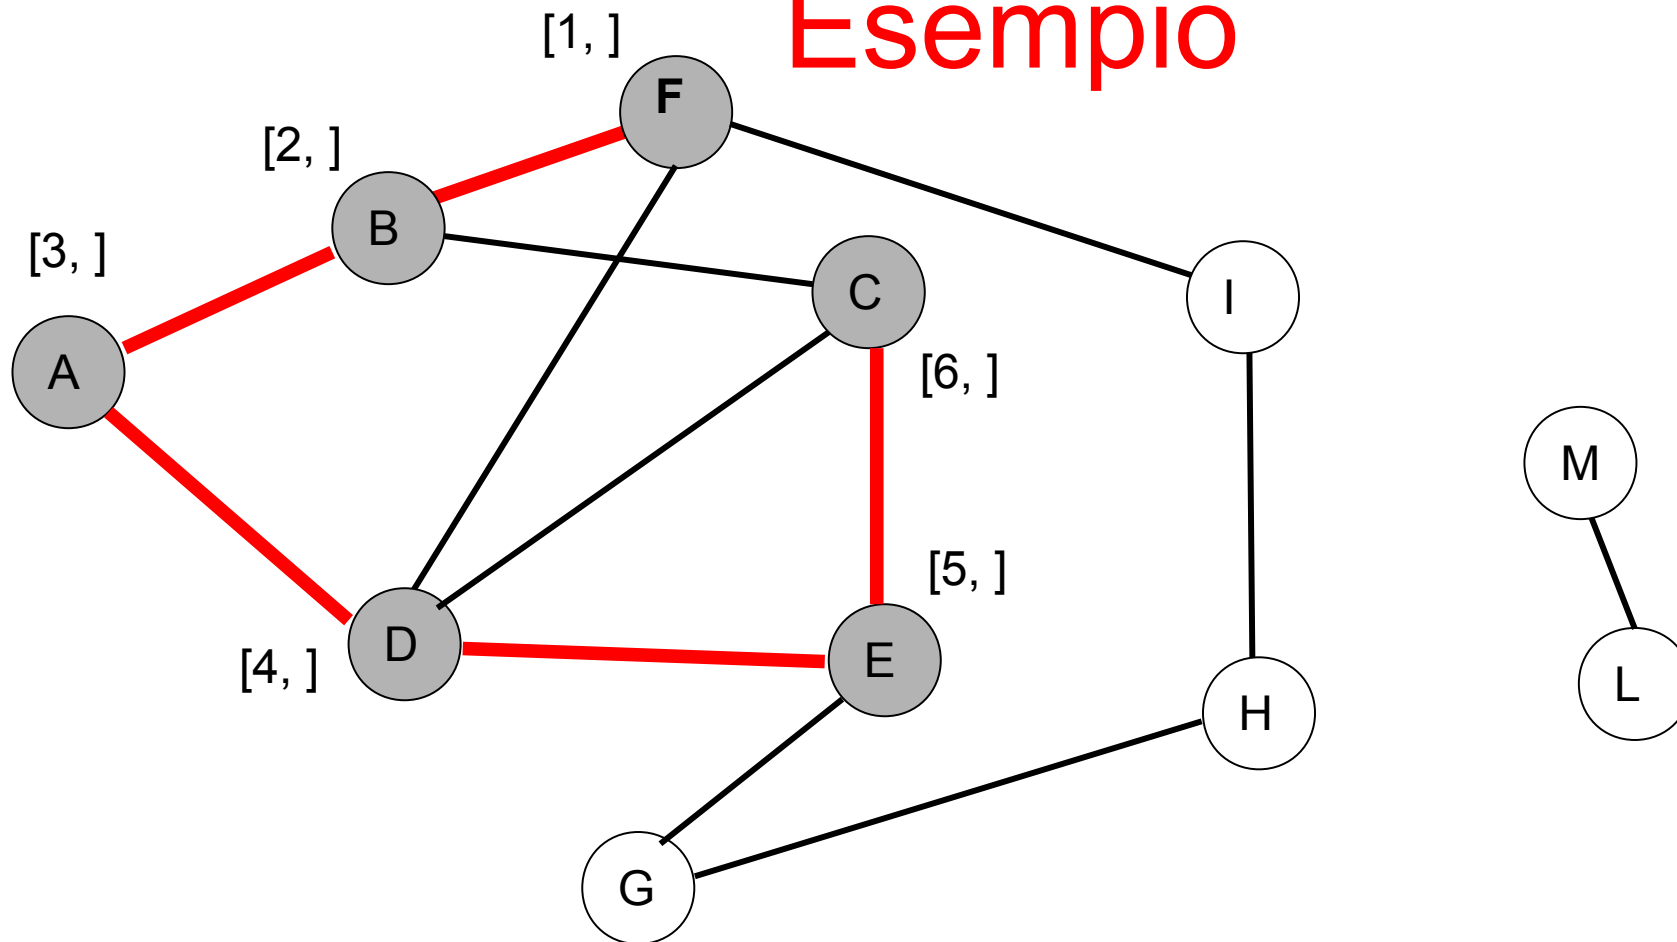 Esempio
[1, ]
F
[2, ]
B
[3, ]
C
I
A
[6, ]
M
[5, ]
D
E
[4, ]
L
H
G